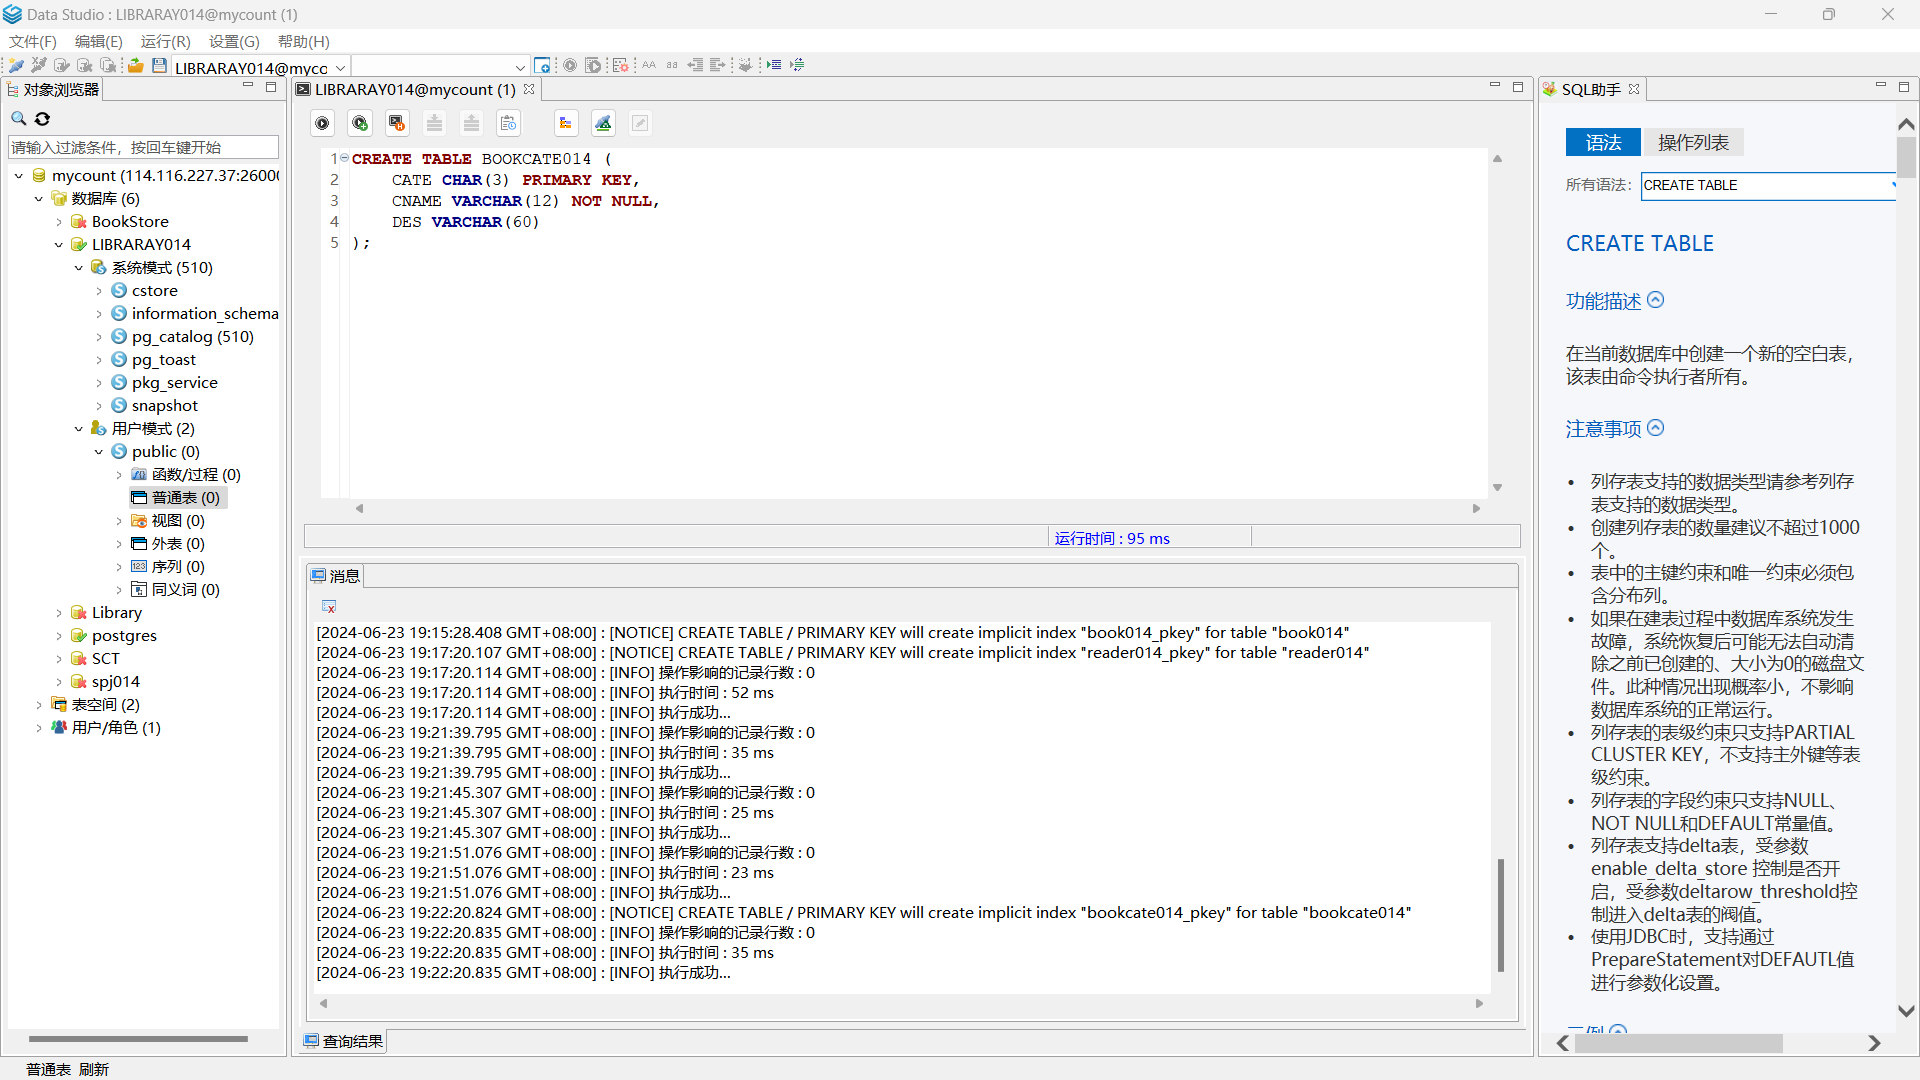 Data Studio : LIBRARAY014@mycount (1)
文件(F) 编辑(E) 运行(R) 设置(G) 帮助(H)
LIBRARAY014@myco
对象浏览器
请输入过滤条件，按回车键开始
mycount (114.116.227.37:2600
数据库 (6)
BookStore
LIBRARAY014
系统模式 (510)
cstore
information_schema
pg_catalog (510)
pg_toast
pkg_service
snapshot
用户模式 (2)
public (0)
函数/过程 (0)
普通表 (0)
视图 (0)
外表 (0)
序列 (0)
同义词 (0)
Library
postgres
SCT
spj014
表空间 (2)
用户/角色 (1)
普通表 刷新
LIBRARAY014@mycount (1)
1 CREATE TABLE BOOKCATE014 (
2 CATE CHAR(3) PRIMARY KEY,
3 CNAME VARCHAR(12) NOT NULL,
4 DES VARCHAR(60)
5 );
运行时间 : 95 ms
消息
[2024-06-23 19:15:28.408 GMT+08:00] : [NOTICE] CREATE TABLE / PRIMARY KEY will create implicit index "book014_pkey" for table "book014"
[2024-06-23 19:17:20.107 GMT+08:00] : [NOTICE] CREATE TABLE / PRIMARY KEY will create implicit index "reader014_pkey" for table "reader014"
[2024-06-23 19:17:20.114 GMT+08:00] : [INFO] 操作影响的记录行数 : 0
[2024-06-23 19:17:20.114 GMT+08:00] : [INFO] 执行时间 : 52 ms
[2024-06-23 19:17:20.114 GMT+08:00] : [INFO] 执行成功...
[2024-06-23 19:21:39.795 GMT+08:00] : [INFO] 操作影响的记录行数 : 0
[2024-06-23 19:21:39.795 GMT+08:00] : [INFO] 执行时间 : 35 ms
[2024-06-23 19:21:39.795 GMT+08:00] : [INFO] 执行成功...
[2024-06-23 19:21:45.307 GMT+08:00] : [INFO] 操作影响的记录行数 : 0
[2024-06-23 19:21:45.307 GMT+08:00] : [INFO] 执行时间 : 25 ms
[2024-06-23 19:21:45.307 GMT+08:00] : [INFO] 执行成功...
[2024-06-23 19:21:51.076 GMT+08:00] : [INFO] 操作影响的记录行数 : 0
[2024-06-23 19:21:51.076 GMT+08:00] : [INFO] 执行时间 : 23 ms
[2024-06-23 19:21:51.076 GMT+08:00] : [INFO] 执行成功...
[2024-06-23 19:22:20.824 GMT+08:00] : [NOTICE] CREATE TABLE / PRIMARY KEY will create implicit index "bookcate014_pkey" for table "bookcate014"
[2024-06-23 19:22:20.835 GMT+08:00] : [INFO] 操作影响的记录行数 : 0
[2024-06-23 19:22:20.835 GMT+08:00] : [INFO] 执行时间 : 35 ms
[2024-06-23 19:22:20.835 GMT+08:00] : [INFO] 执行成功...
查询结果
SQL助手
语法 操作列表
所有语法: CREATE TABLE
CREATE TABLE
功能描述
在当前数据库中创建一个新的空白表，
该表由命令执行者所有。
注意事项
• 列存表支持的数据类型请参考列存
表支持的数据类型。
• 创建列存表的数量建议不超过1000
个。
• 表中的主键约束和唯一约束必须包
含分布列。
• 如果在建表过程中数据库系统发生
故障，系统恢复后可能无法自动清
除之前已创建的、大小为0的磁盘文
件。此种情况出现概率小，不影响
数据库系统的正常运行。
• 列存表的表级约束只支持PARTIAL
CLUSTER KEY，不支持主外键等表
级约束。
• 列存表的字段约束只支持NULL、
NOT NULL和DEFAULT常量值。
• 列存表支持delta表，受参数
enable_delta_store 控制是否开
启，受参数deltarow_threshold控
制进入delta表的阀值。
• 使用JDBC时，支持通过
PrepareStatement对DEFAUTL值
进行参数化设置。